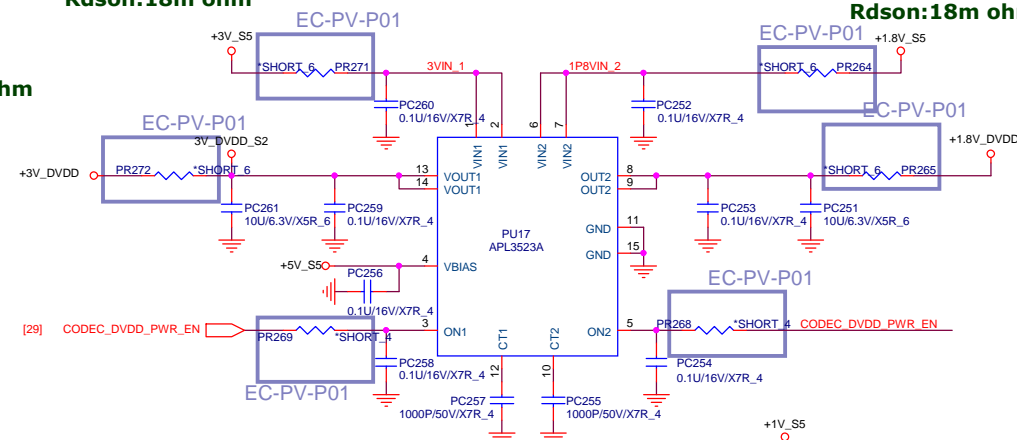 Rdson:18m ohm
Rdson:18m oh
hm
EC-PV-P01
+3V_S5
*SHORT_6 PR271
3VIN_1
1P8VIN_2
EC-PV-P01
+1.8V_S5
*SHORT_6 PR264
PC260
0.1U/16V/X7R_4
PC252
0.1U/16V/X7R_4
1
2
6
7
VIN1
VIN1
VIN2
VIN2
EC-PV-P01
3V_DVDD_S2
+3V_DVDD
PR272
*SHORT_6
13
14
VOUT1
VOUT1
OUT2
OUT2
8
9
EC-PV-P01
+1.8V_DVDD
*SHORT_6 PR265
PC261
10U/6.3V/X5R_6
PC259
0.1U/16V/X7R_4
PC253
0.1U/16V/X7R_4
PC251
10U/6.3V/X5R_6
PU17
APL3523A
GND
11
GND
15
+5V_S5
4
VBIAS
PC256
0.1U/16V/X7R_4
[29]
CODEC_DVDD_PWR_EN
PR269
*SHORT_4
3
ON1
EC-PV-P01
PC258
0.1U/16V/X7R_4
CT1
12
CT2
10
ON2
5
EC-PV-P01
PR268
*SHORT_4
CODEC_DVDD_PWR_EN
PC254
0.1U/16V/X7R_4
PC257
1000P/50V/X7R_4
PC255
1000P/50V/X7R_4
+1V_S5